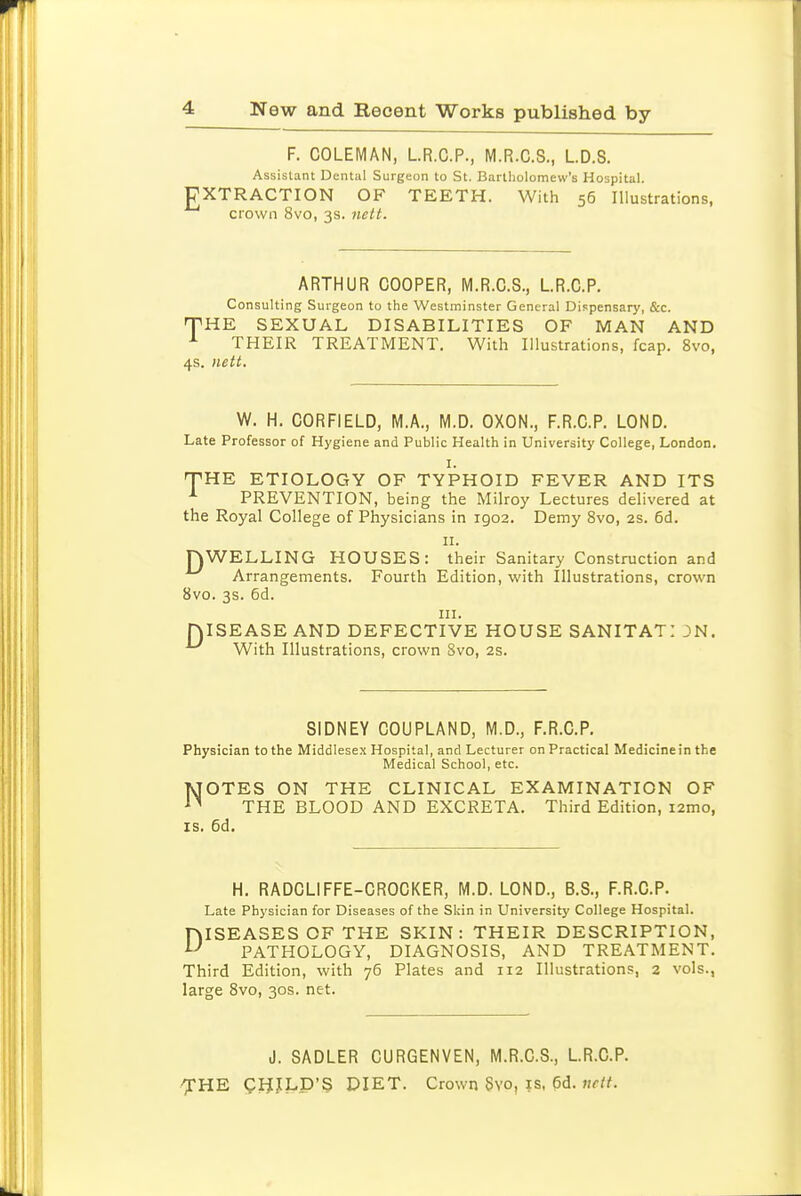 4 New and Recent Works published by
F. COLEMAN, L.R.C.P., M.R.C.S., L.D.S.
Assistant Dental Surgeon to St. Bartholomew's Hospital.
EXTRACTION OF TEETH. With 56 Illustrations,
crown 8vo, 3s. nett.
ARTHUR COOPER, M.R.C.S., L.R.C.P.
Consulting Surgeon to the Westminster General Dispensary, &c.
THE SEXUAL DISABILITIES OF MAN AND
THEIR TREATMENT. With Illustrations, fcap. 8vo,
4s. nett.
W. H. CORFIELD, M.A., M.D. OXON., F.R.C.P. LOND.
Late Professor of Hygiene and Public Health in University College, London.
I.
THE ETIOLOGY OF TYPHOID FEVER AND ITS
PREVENTION, being the Milroy Lectures delivered at
the Royal College of Physicians in 1902. Demy 8vo, 2s. 6d.
II.
DWELLING HOUSES: their Sanitary Construction and
Arrangements. Fourth Edition, with Illustrations, crown
8vo. 3s. 6d.
III.
DISEASE AND DEFECTIVE HOUSE SANITATION.
With Illustrations, crown 8vo, 2s.
SIDNEY COUPLAND, M.D., F.R.C.P.
Physician to the Middlesex Hospital, and Lecturer on Practical Medicine in the
Medical School, etc.
NOTES ON THE CLINICAL EXAMINATION OF
THE BLOOD AND EXCRETA. Third Edition, 12mo,
1s. 6d.
H. RADCLIFFE-CROCKER, M.D. LOND., B.S., F.R.C.P.
Late Physician for Diseases of the Skin in University College Hospital.
DISEASES OF THE SKIN: THEIR DESCRIPTION,
PATHOLOGY, DIAGNOSIS, AND TREATMENT.
Third Edition, with 76 Plates and 112 Illustrations, 2 vols.,
large 8vo, 30s. net.
J. SADLER CURGENVEN, M.R.C.S., L.R.C.P.
THE CHILD'S DIET. Crown 8vo, 1s. 6d. nett.